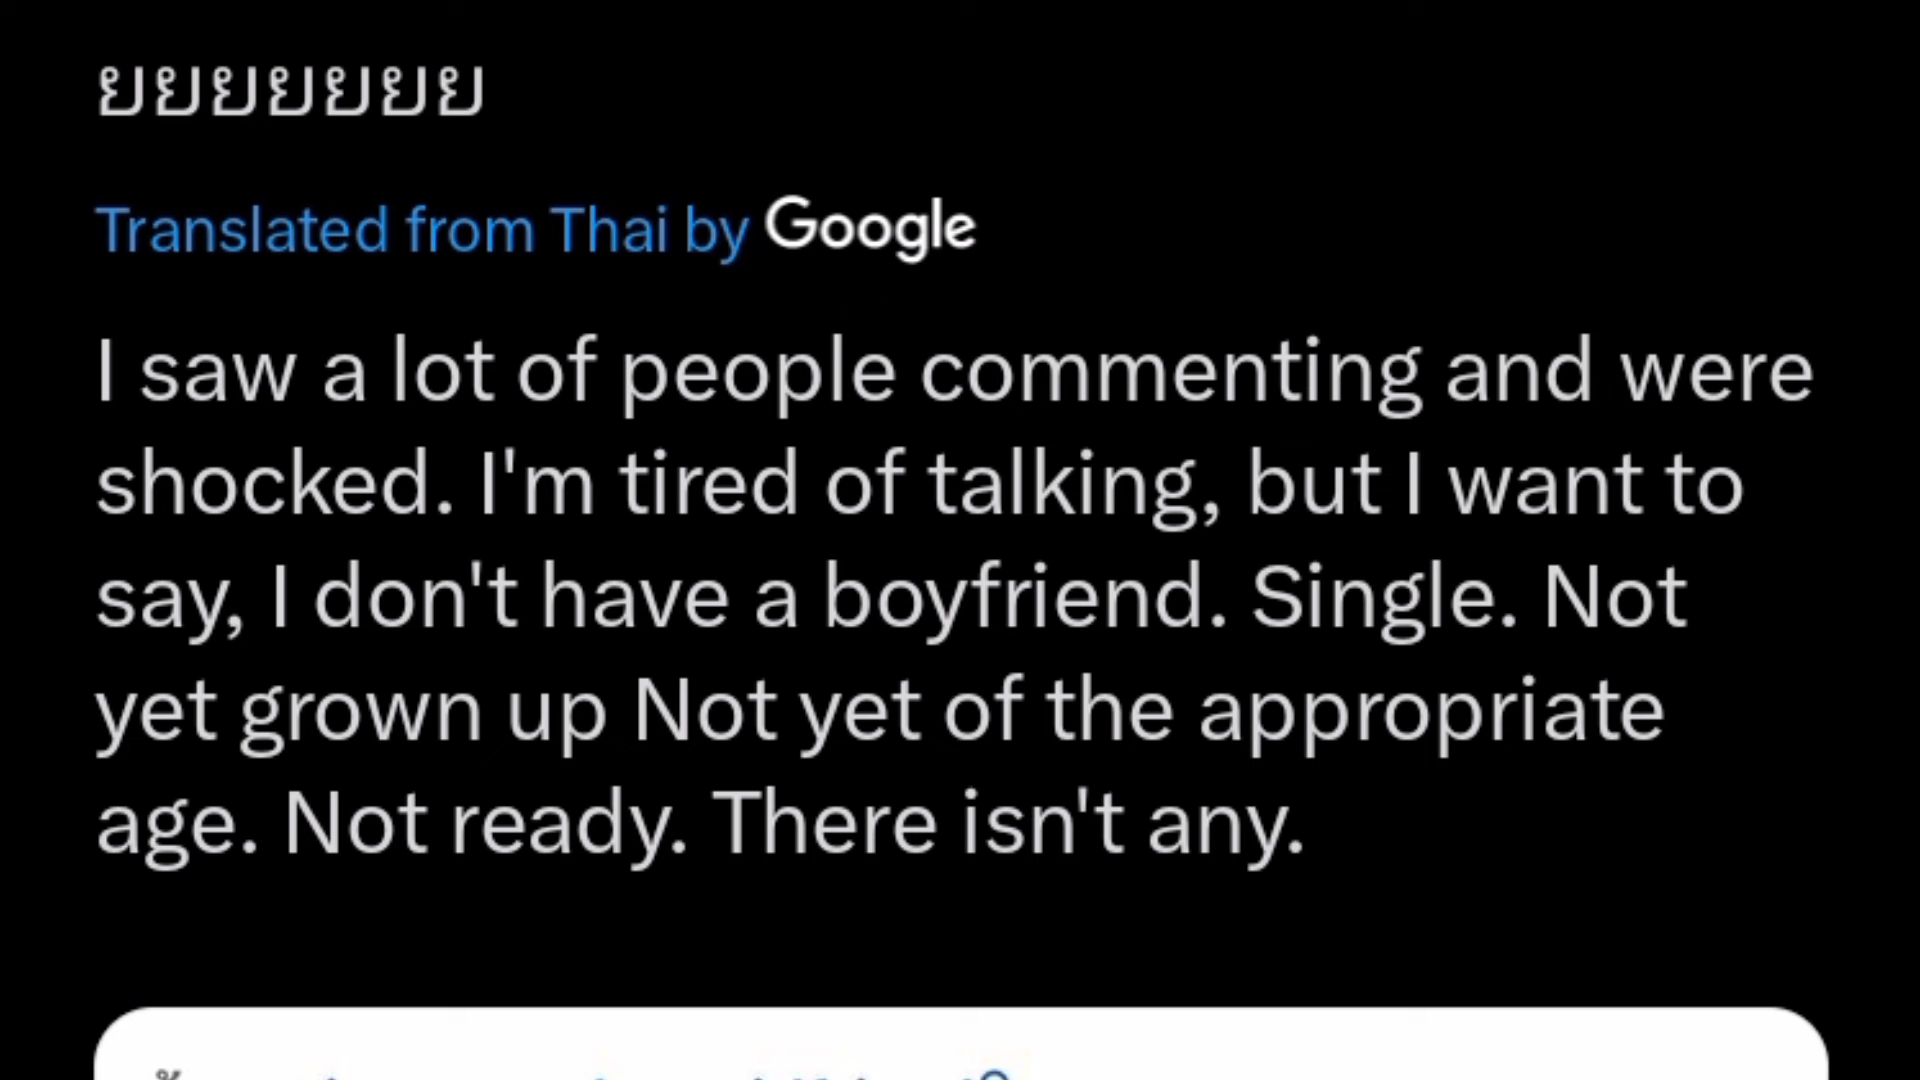 ยยยยยยย
Translated from Thai by Google
I saw a lot of people commenting and were
shocked. I'm tired of talking, but I want to
say, I don't have a boyfriend. Single. Not
yet grown up Not yet of the appropriate
age. Not ready. There isn't any.